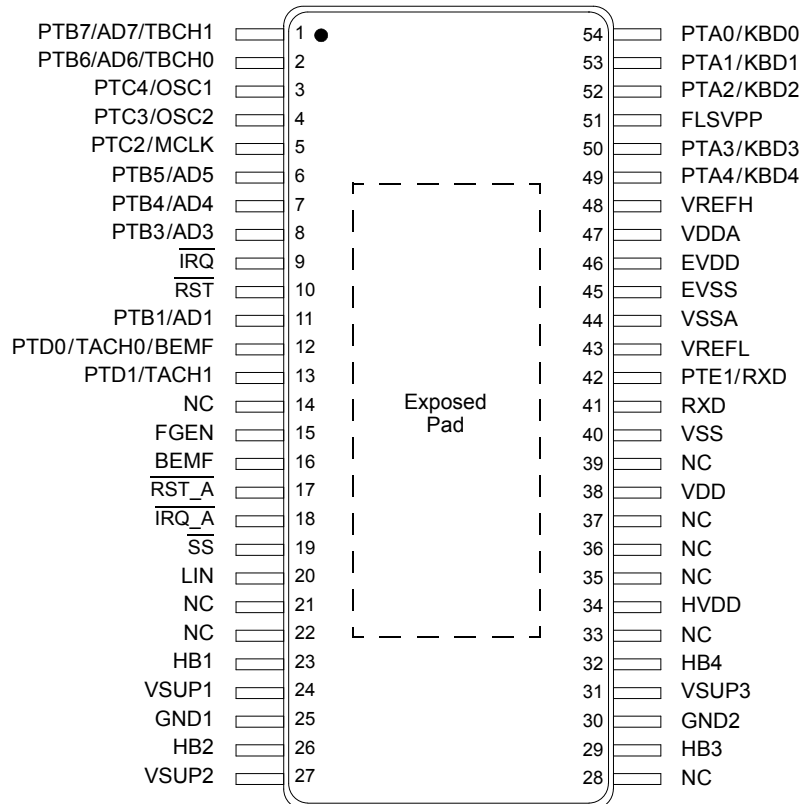 PTB7/AD7/TBCH1 1 54 PTA0/KBD0
PTB6/AD6/TBCH0 2 53 PTA1/KBD1
PTC4/OSC1 3 52 PTA2/KBD2
PTC3/OSC2 4 51 FLSVPP
PTC2/MCLK 5 50 PTA3/KBD3
PTB5/AD5 6 49 PTA4/KBD4
PTB4/AD4 7 48 VREFH
PTB3/AD3 8 47 VDDA
IRQ 9 46 EVDD
RST 10 45 EVSS
PTB1/AD1 11 44 VSSA
PTD0/TACH0/BEMF 12 43 VREFL
PTD1/TACH1 13 42 PTE1/RXD
NC 14 Exposed 41 RXD
FGEN 15 Pad 40 VSS
BEMF 16 39 NC
RST_A 17 38 VDD
IRQ_A 18 37 NC
SS 19 36 NC
LIN 20 35 NC
NC 21 34 HVDD
NC 22 33 NC
HB1 23 32 HB4
VSUP1 24 31 VSUP3
GND1 25 30 GND2
HB2 26 29 HB3
VSUP2 27 28 NC